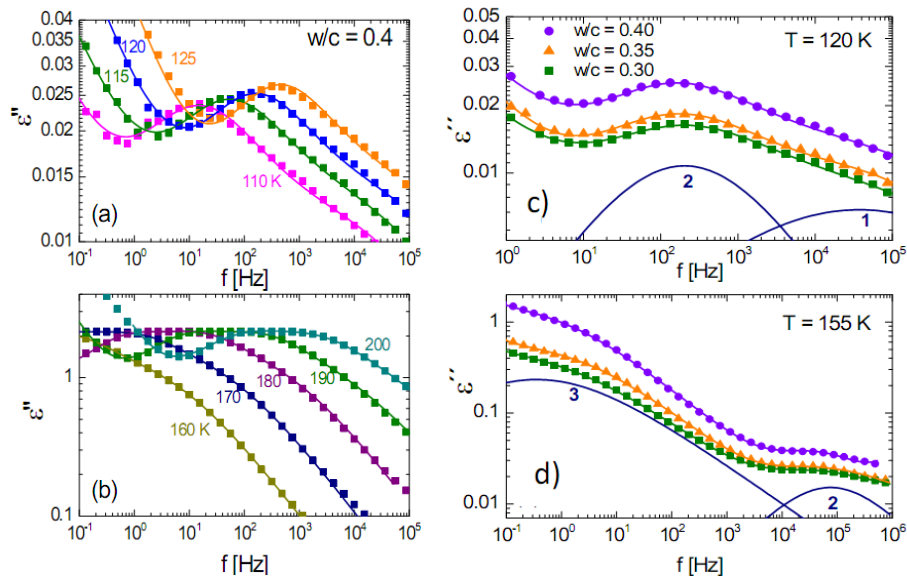 0.04
0.03
0.025
0.02
0.015
0.01
ε"
120
125
w/c = 0.4
115
110 K
(a)
10⁻¹ 10⁰ 10¹ 10² 10³ 10⁴ 10⁵
f [Hz]
1
0.1
ε"
200
190
180
170
160 K
(b)
10⁻¹ 10⁰ 10¹ 10² 10³ 10⁴ 10⁵
f [Hz]
0.05
0.03
0.02
0.01
ε´´
w/c = 0.40
w/c = 0.35
w/c = 0.30
T = 120 K
2
1
c)
10⁰ 10¹ 10² 10³ 10⁴ 10⁵
f [Hz]
1
0.1
0.01
ε´´
T = 155 K
3
2
d)
10⁻¹ 10⁰ 10¹ 10² 10³ 10⁴ 10⁵ 10⁶
f [Hz]